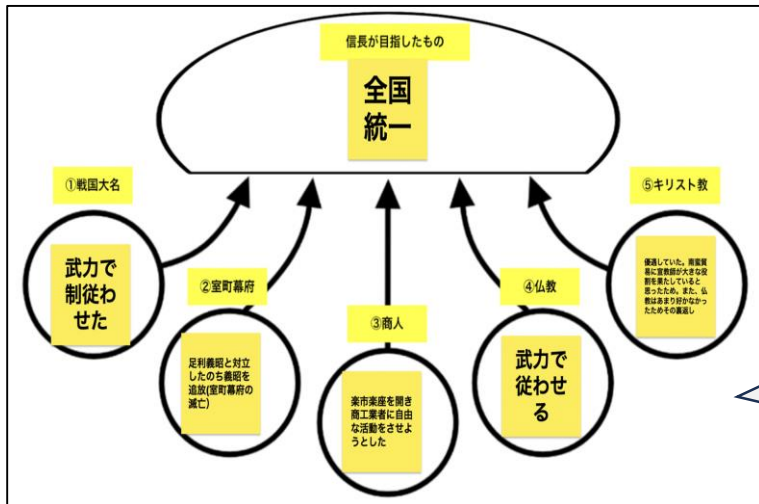 信長が目指したもの
全国
統一
①戦国大名
武力で
制従わ
せた
②室町幕府
足利義昭と対立
したのち義昭を
追放(室町幕府の
滅亡)
③商人
楽市楽座を開き
商工業者に自由
な活動をさせよ
うとした
④仏教
武力で
従わせ
る
⑤キリスト教
優遇していた。南蛮貿
易に宣教師が大きな役
割を果たしていると
思ったため。また、仏
教はあまり好かなかっ
たためその裏返し